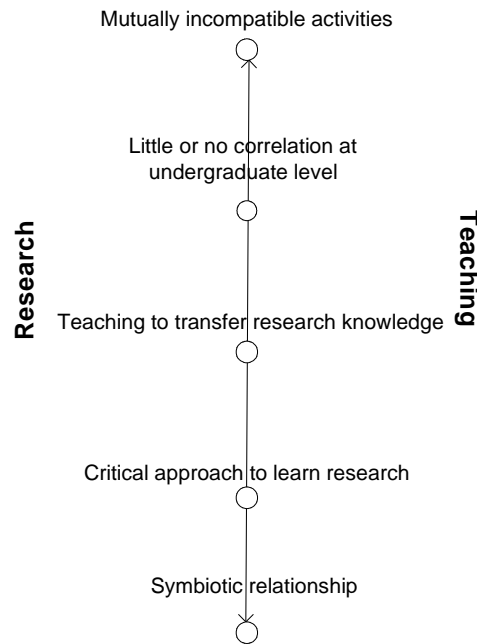 Mutually incompatible activities
Little or no correlation at
undergraduate level
Research
Teaching
Teaching to transfer research knowledge
Critical approach to learn research
Symbiotic relationship